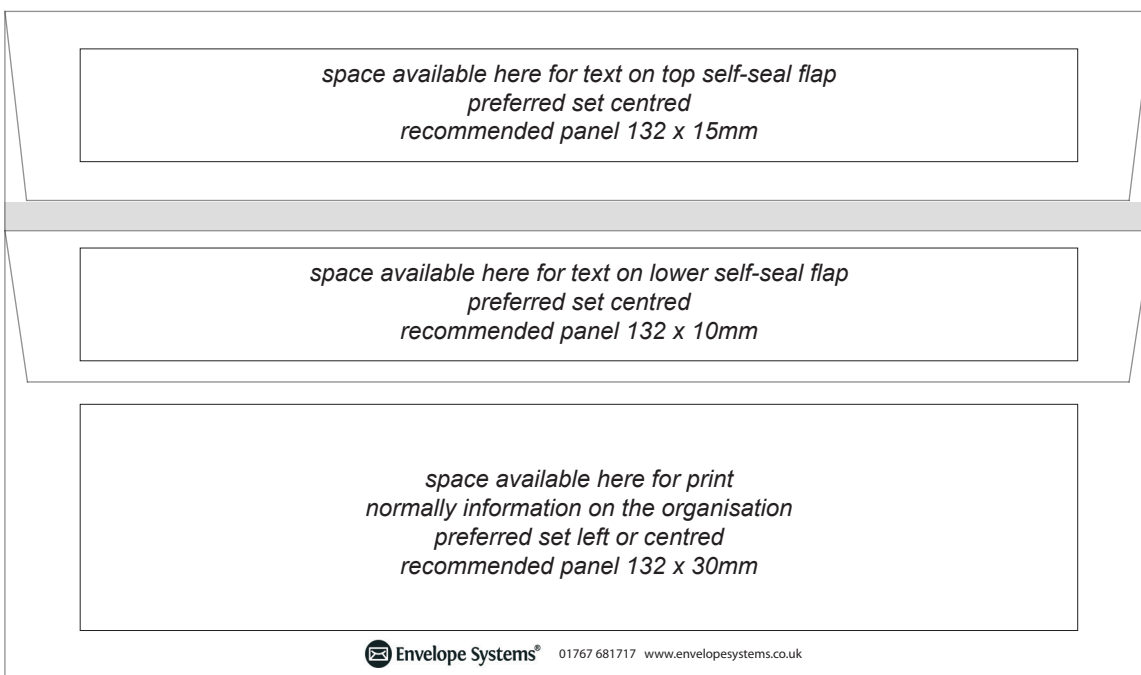 space available here for text on top self-seal flap
preferred set centred
recommended panel 132 x 15mm
space available here for text on lower self-seal flap
preferred set centred
recommended panel 132 x 10mm
space available here for print
normally information on the organisation
preferred set left or centred
recommended panel 132 x 30mm
Envelope Systems® 01767 681717 www.envelopesystems.co.uk